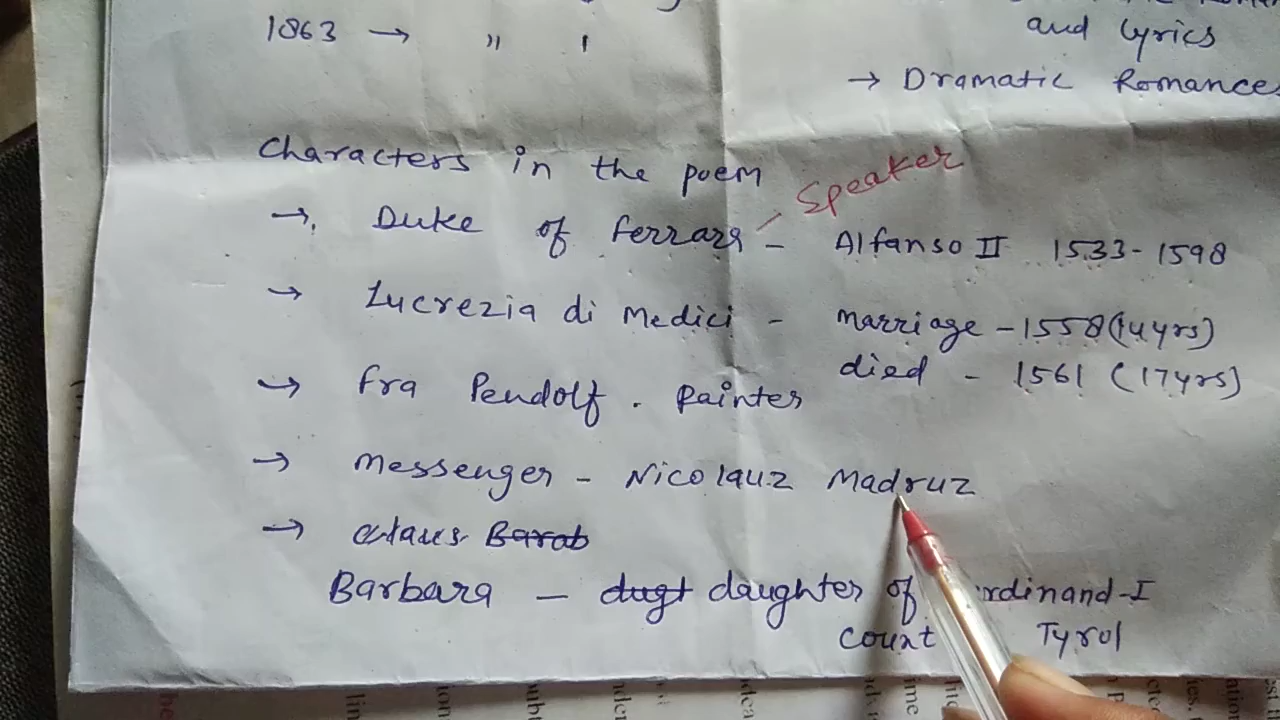 1863 → " "
and Lyrics
→ Dramatic Romances
Characters in the poem
→ Duke of Ferrara - Alfanso II 1533-1598
Speaker
→ Lucrezia di Medici - marriage - 1558 (14yrs)
died - 1561 (17yrs)
→ Fra Pendolf. Painter
→ Messenger - Nicolauz Madruz
→ Claus Barab
Barbara - dugt daughter of rdinand-I
Count Tyrol